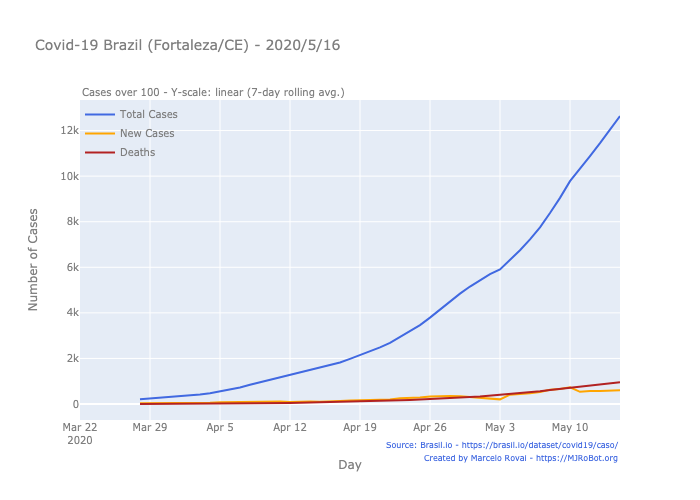 Covid-19 Brazil (Fortaleza/CE) - 2020/5/16
Cases over 100 - Y-scale: linear (7-day rolling avg.)
Total Cases
New Cases
Deaths
12k
10k
8k
6k
4k
2k
0
Number of Cases
Mar 22 Mar 29 Apr 5 Apr 12 Apr 19 Apr 26 May 3 May 10
2020
Source: Brasil.io - https://brasil.io/dataset/covid19/caso/
Created by Marcelo Rovai - https://MJRoBot.org
Day